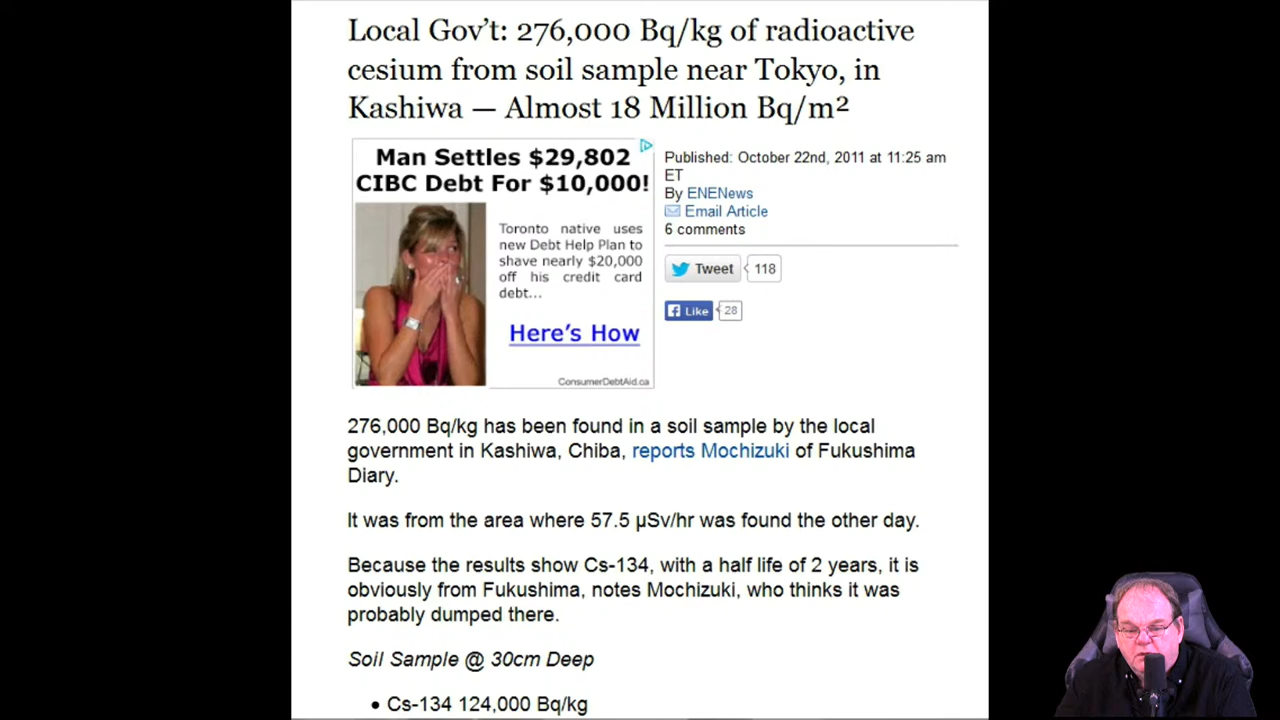 Local Gov’t: 276,000 Bq/kg of radioactive
cesium from soil sample near Tokyo, in
Kashiwa — Almost 18 Million Bq/m²
Man Settles $29,802
CIBC Debt For $10,000!
Toronto native uses
new Debt Help Plan to
shave nearly $20,000
off his credit card
debt...
Here's How
ConsumerDebtAid.ca
Published: October 22nd, 2011 at 11:25 am
ET
By ENENews
Email Article
6 comments
Tweet 118
Like 28
276,000 Bq/kg has been found in a soil sample by the local
government in Kashiwa, Chiba, reports Mochizuki of Fukushima
Diary.
It was from the area where 57.5 µSv/hr was found the other day.
Because the results show Cs-134, with a half life of 2 years, it is
obviously from Fukushima, notes Mochizuki, who thinks it was
probably dumped there.
Soil Sample @ 30cm Deep
• Cs-134 124,000 Bq/kg